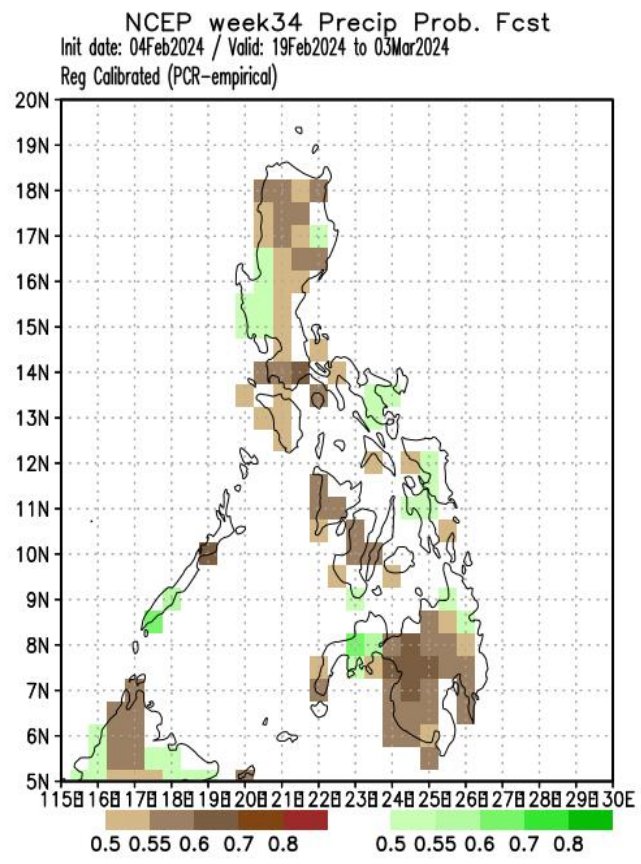 NCEP week34 Precip Prob. Fcst
Init date: 04Feb2024 / Valid: 19Feb2024 to 03Mar2024
Reg Calibrated (PCR-empirical)
20N
19N
18N
17N
16N
15N
14N
13N
12N
11N
10N
9N
8N
7N
6N
5N
115E 116E 117E 118E 119E 120E 121E 122E 123E 124E 125E 126E 127E 128E 129E 130E
0.5 0.55 0.6 0.7 0.8 0.5 0.55 0.6 0.7 0.8